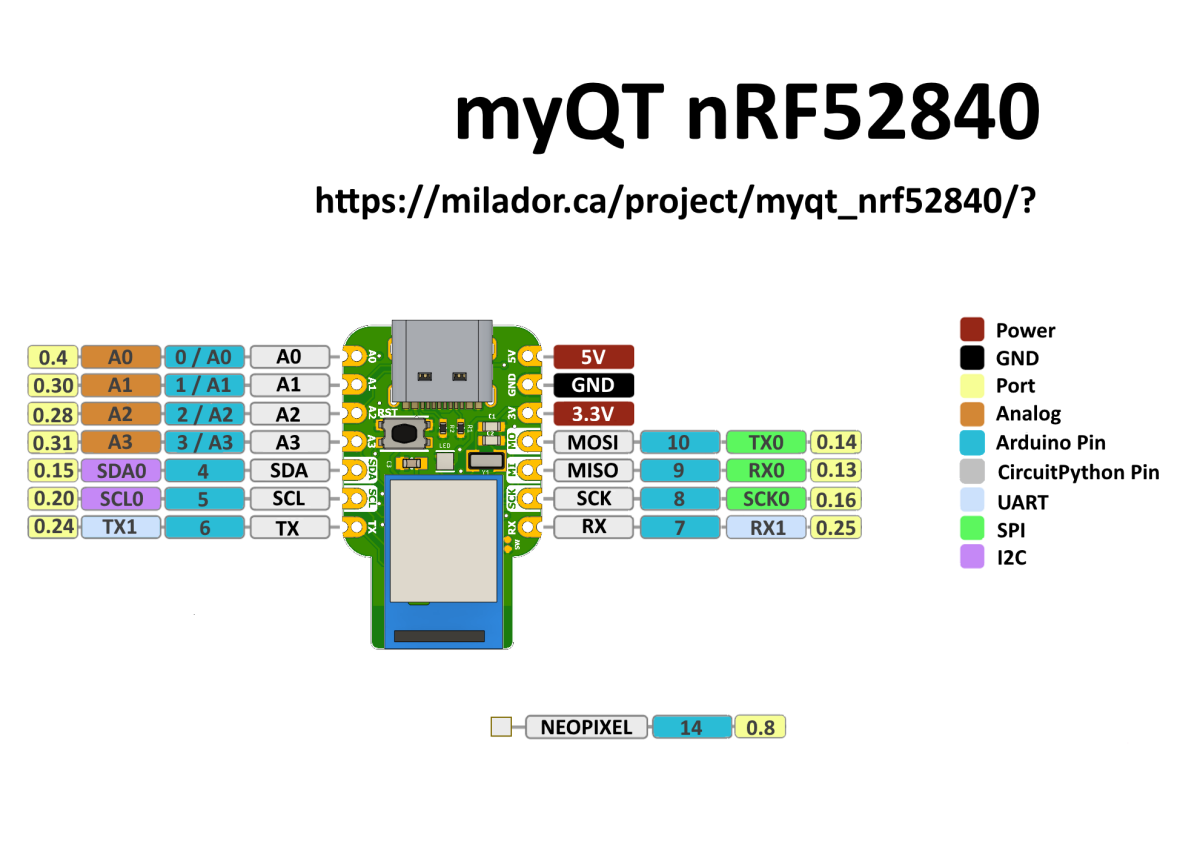 myQT nRF52840
https://milador.ca/project/myqt_nrf52840/?
0.4 A0 0 / A0 A0 A0 5V 5V
0.30 A1 1 / A1 A1 A1 GND GND
0.28 A2 2 / A2 A2 A2 3V 3.3V
0.31 A3 3 / A3 A3 A3 MO MOSI 10 TX0 0.14
0.15 SDA0 4 SDA SDA MI MISO 9 RX0 0.13
0.20 SCL0 5 SCL SCL SCK SCK 8 SCK0 0.16
0.24 TX1 6 TX TX RX RX 7 RX1 0.25
RST
LED
C1
SW
Power
GND
Port
Analog
Arduino Pin
CircuitPython Pin
UART
SPI
I2C
NEOPIXEL 14 0.8